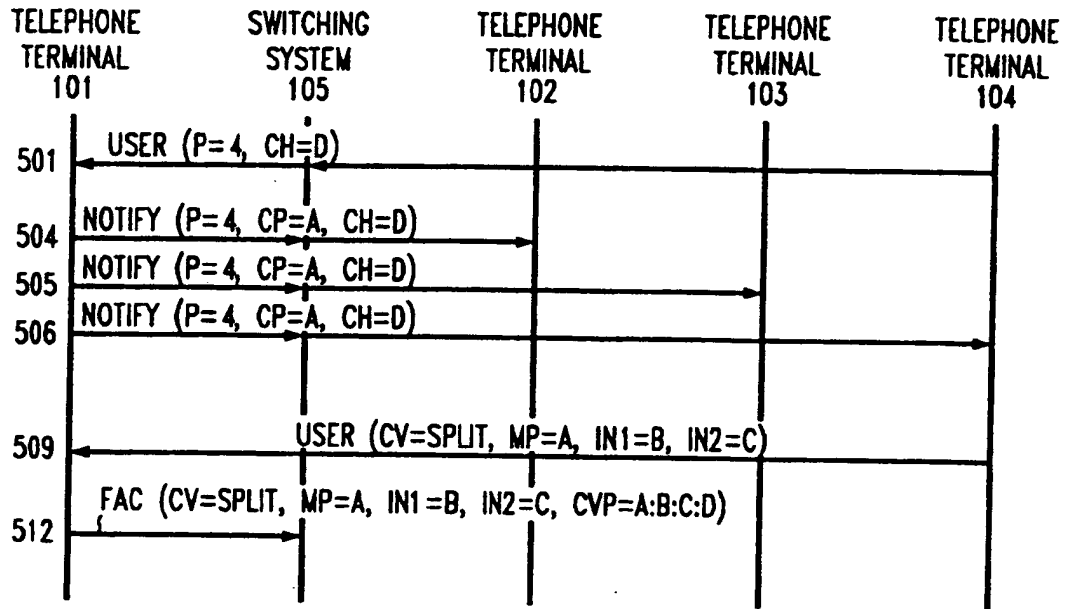 TELEPHONE TERMINAL 101
SWITCHING SYSTEM 105
TELEPHONE TERMINAL 102
TELEPHONE TERMINAL 103
TELEPHONE TERMINAL 104
501 USER (P=4, CH=D)
504 NOTIFY (P=4, CP=A, CH=D)
505 NOTIFY (P=4, CP=A, CH=D)
506 NOTIFY (P=4, CP=A, CH=D)
509 USER (CV=SPLIT, MP=A, IN1=B, IN2=C)
512 FAC (CV=SPLIT, MP=A, IN1=B, IN2=C, CVP=A:B:C:D)